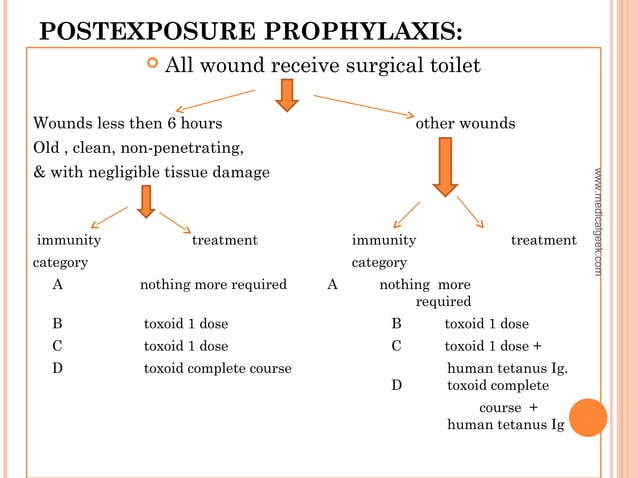 POSTEXPOSURE PROPHYLAXIS:
All wound receive surgical toilet
Wounds less then 6 hours
Old , clean, non-penetrating,
& with negligible tissue damage
other wounds
immunity treatment
category
A nothing more required
B toxoid 1 dose
C toxoid 1 dose
D toxoid complete course
immunity treatment
category
A nothing more
required
B toxoid 1 dose
C toxoid 1 dose +
human tetanus Ig.
D toxoid complete
course +
human tetanus Ig
www.medicalgeek.com